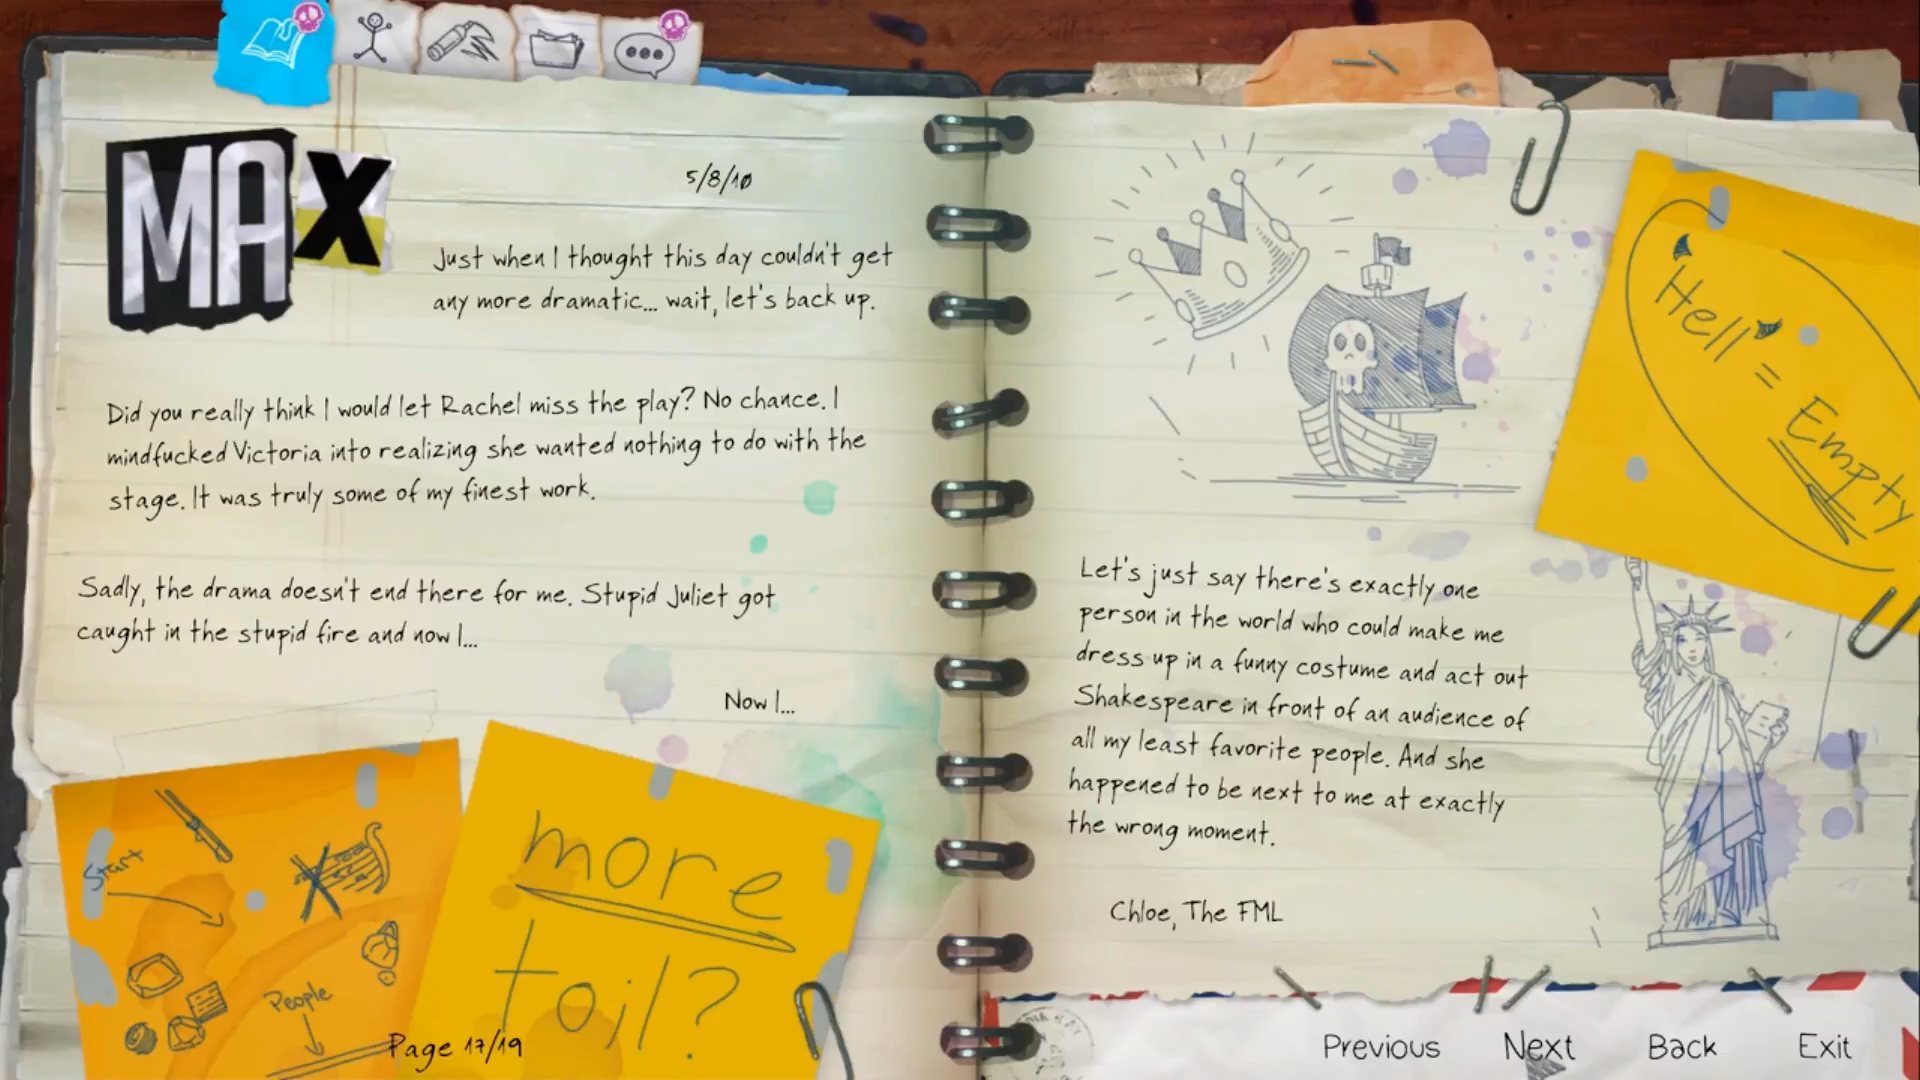 MAX
5/8/10
Just when I thought this day couldn't get
any more dramatic... wait, let's back up.
Did you really think I would let Rachel miss the play? No chance. I
mindfucked Victoria into realizing she wanted nothing to do with the
stage. It was truly some of my finest work.
Sadly, the drama doesn't end there for me. Stupid Juliet got
caught in the stupid fire and now I...
Now I...
Start
People
more
toil?
Page 17/19
"Hell" =
Empty
Let's just say there's exactly one
person in the world who could make me
dress up in a funny costume and act out
Shakespeare in front of an audience of
all my least favorite people. And she
happened to be next to me at exactly
the wrong moment.
Chloe, The FML
Previous Next Back Exit